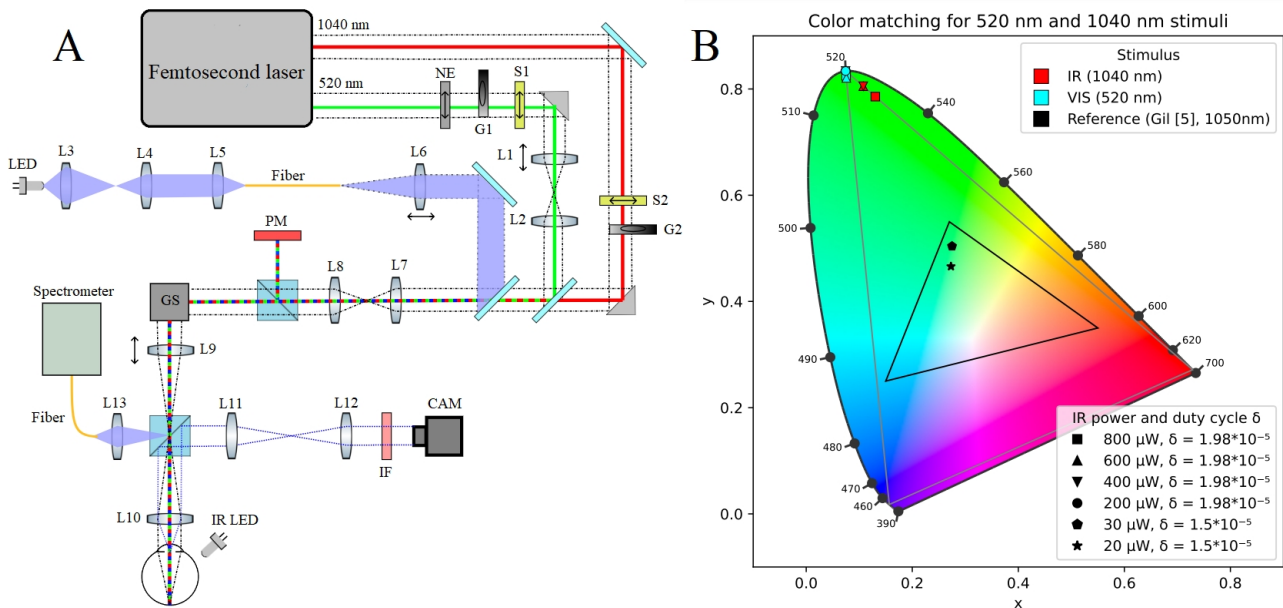 A
Femtosecond laser
1040 nm
520 nm
NE
G1
S1
L1
L2
S2
G2
LED
L3
L4
L5
Fiber
L6
PM
L8
L7
GS
Spectrometer
L9
Fiber
L13
L11
L12
CAM
IF
L10
IR LED
B
Color matching for 520 nm and 1040 nm stimuli
Stimulus
IR (1040 nm)
VIS (520 nm)
Reference (Gil [5], 1050nm)
520
510
540
560
500
580
600
490
620
700
480
470
460
390
IR power and duty cycle δ
800 μW, δ = 1.98*10⁻⁵
600 μW, δ = 1.98*10⁻⁵
400 μW, δ = 1.98*10⁻⁵
200 μW, δ = 1.98*10⁻⁵
30 μW, δ = 1.5*10⁻⁵
20 μW, δ = 1.5*10⁻⁵
y
0.8
0.6
0.4
0.2
0.0
0.0 0.2 0.4 0.6 0.8
x